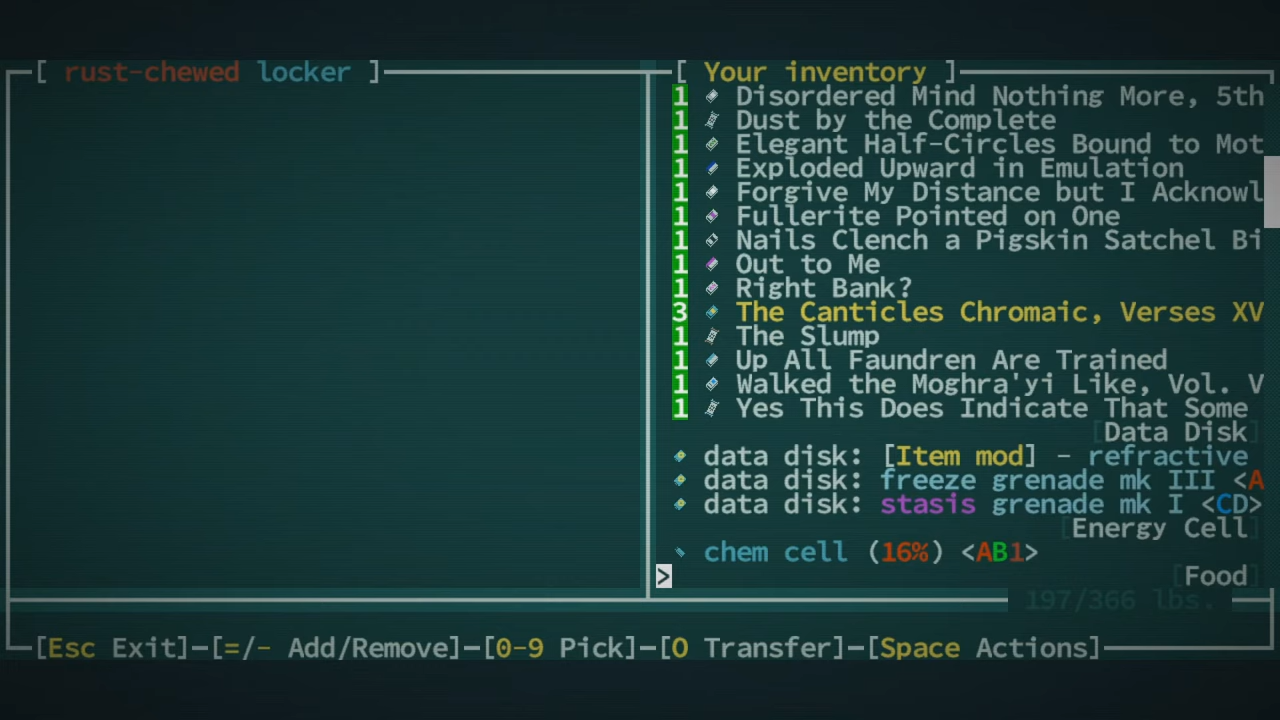 [ rust-chewed locker ]
[ Your inventory ]
1 Disordered Mind Nothing More, 5th
1 Dust by the Complete
1 Elegant Half-Circles Bound to Mot
1 Exploded Upward in Emulation
1 Forgive My Distance but I Acknowl
1 Fullerite Pointed on One
1 Nails Clench a Pigskin Satchel Bi
1 Out to Me
1 Right Bank?
3 The Canticles Chromaic, Verses XV
1 The Slump
1 Up All Faundren Are Trained
1 Walked the Moghra'yi Like, Vol. V
1 Yes This Does Indicate That Some
[Data Disk]
data disk: [Item mod] - refractive
data disk: freeze grenade mk III <A
data disk: stasis grenade mk I <CD>
[Energy Cell]
chem cell (16%) <AB1>
> [Food]
197/366 lbs.
[Esc Exit]-[=/- Add/Remove]-[0-9 Pick]-[O Transfer]-[Space Actions]